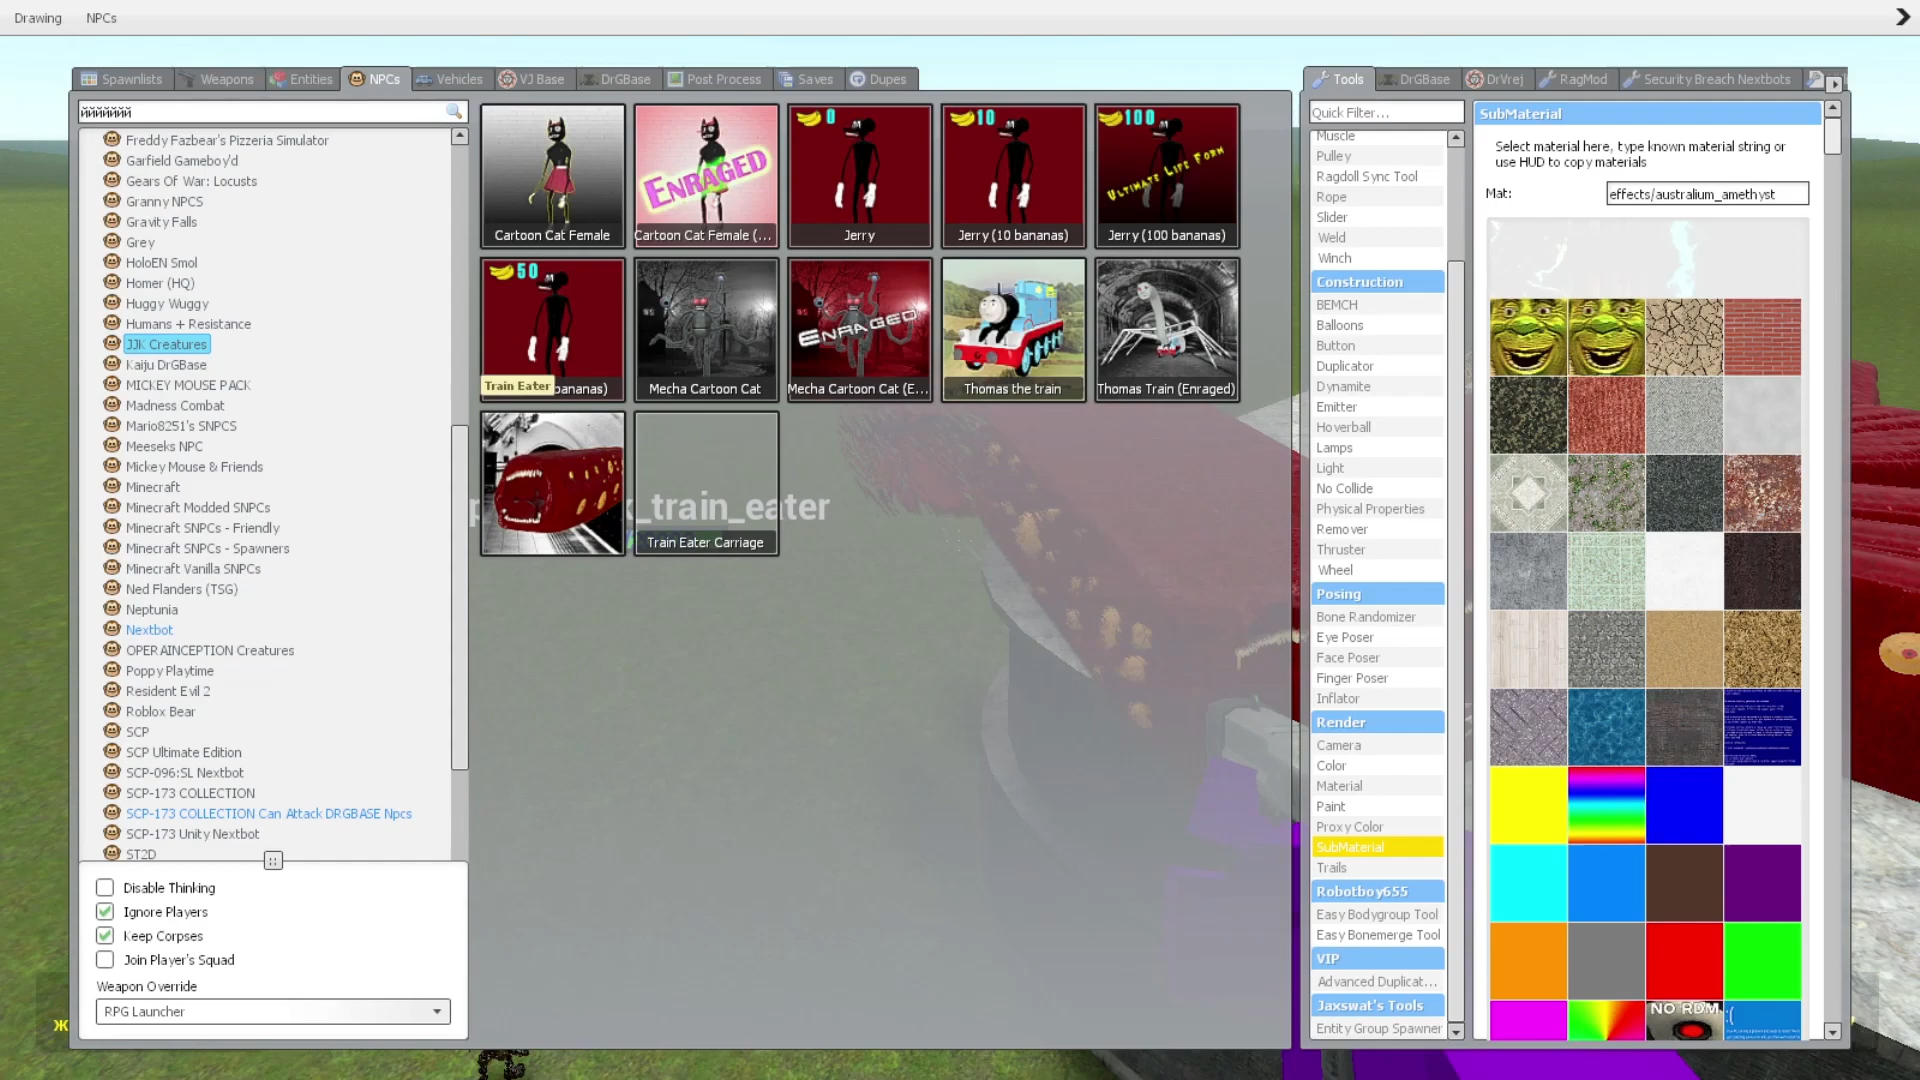 Drawing NPCs
Spawnlists Weapons Entities NPCs Vehicles VJ Base DrGBase Post Process Saves Dupes
йййййй
Freddy Fazbear's Pizzeria Simulator
Garfield Gameboy'd
Gears Of War: Locusts
Granny NPCS
Gravity Falls
Grey
HoloEN Smol
Homer (HQ)
Huggy Wuggy
Humans + Resistance
JJK Creatures
Kaiju DrGBase
MICKEY MOUSE PACK
Madness Combat
Mario8251's SNPCS
Meeseks NPC
Mickey Mouse & Friends
Minecraft
Minecraft Modded SNPCs
Minecraft SNPCs - Friendly
Minecraft SNPCs - Spawners
Minecraft Vanilla SNPCs
Ned Flanders (TSG)
Neptunia
Nextbot
OPERAINCEPTION Creatures
Poppy Playtime
Resident Evil 2
Roblox Bear
SCP
SCP Ultimate Edition
SCP-096:SL Nextbot
SCP-173 COLLECTION
SCP-173 COLLECTION Can Attack DRGBASE Npcs
SCP-173 Unity Nextbot
ST2D
Disable Thinking
Ignore Players
Keep Corpses
Join Player's Squad
Weapon Override
RPG Launcher
Ж
Cartoon Cat Female
ENRAGED
Cartoon Cat Female (...
0
Jerry
10
Jerry (10 bananas)
100
ULTIMATE LIFE FORM
Jerry (100 bananas)
50
Train Eater
bananas)
Mecha Cartoon Cat
ENRAGED
Mecha Cartoon Cat (E...
Thomas the train
Thomas Train (Enraged)
_train_eater
Train Eater Carriage
Tools DrGBase DrVrej RagMod Security Breach Nextbots
Quick Filter...
Muscle
Pulley
Ragdoll Sync Tool
Rope
Slider
Weld
Winch
Construction
BEMCH
Balloons
Button
Duplicator
Dynamite
Emitter
Hoverball
Lamps
Light
No Collide
Physical Properties
Remover
Thruster
Wheel
Posing
Bone Randomizer
Eye Poser
Face Poser
Finger Poser
Inflator
Render
Camera
Color
Material
Paint
Proxy Color
SubMaterial
Trails
Robotboy655
Easy Bodygroup Tool
Easy Bonemerge Tool
VIP
Advanced Duplicat...
Jaxswat's Tools
Entity Group Spawner
SubMaterial
Select material here, type known material string or
use HUD to copy materials
Mat: effects/australium_amethyst
NO RDM
:(